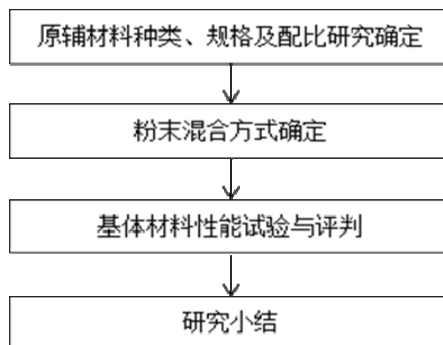 原辅材料种类、规格及配比研究确定
粉末混合方式确定
基体材料性能试验与评判
研究小结